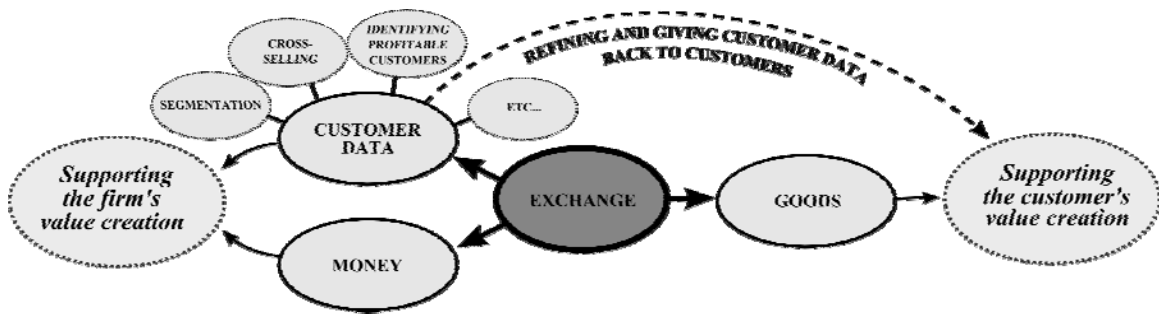 IDENTIFYING
PROFITABLE
CUSTOMERS
CROSS-
SELLING
SEGMENTATION
ETC...
REFINING AND GIVING CUSTOMER DATA
BACK TO CUSTOMERS
CUSTOMER
DATA
Supporting
the firm's
value creation
EXCHANGE
GOODS
Supporting
the customer's
value creation
MONEY